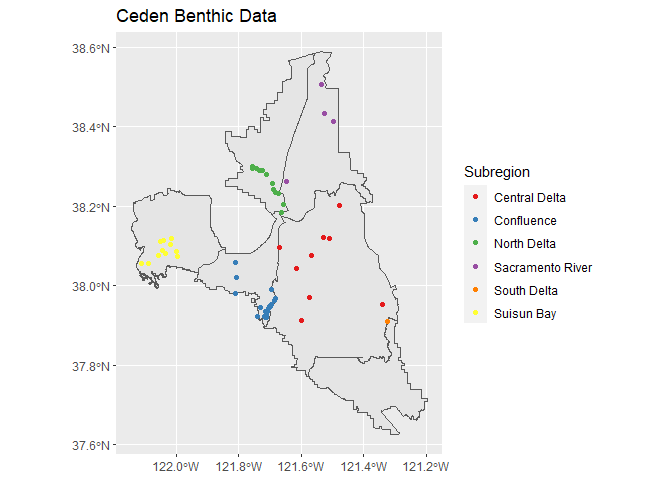 Ceden Benthic Data
38.6°N
38.4°N
38.2°N
38.0°N
37.8°N
37.6°N
122.0°W 121.8°W 121.6°W 121.4°W 121.2°W
Subregion
Central Delta
Confluence
North Delta
Sacramento River
South Delta
Suisun Bay